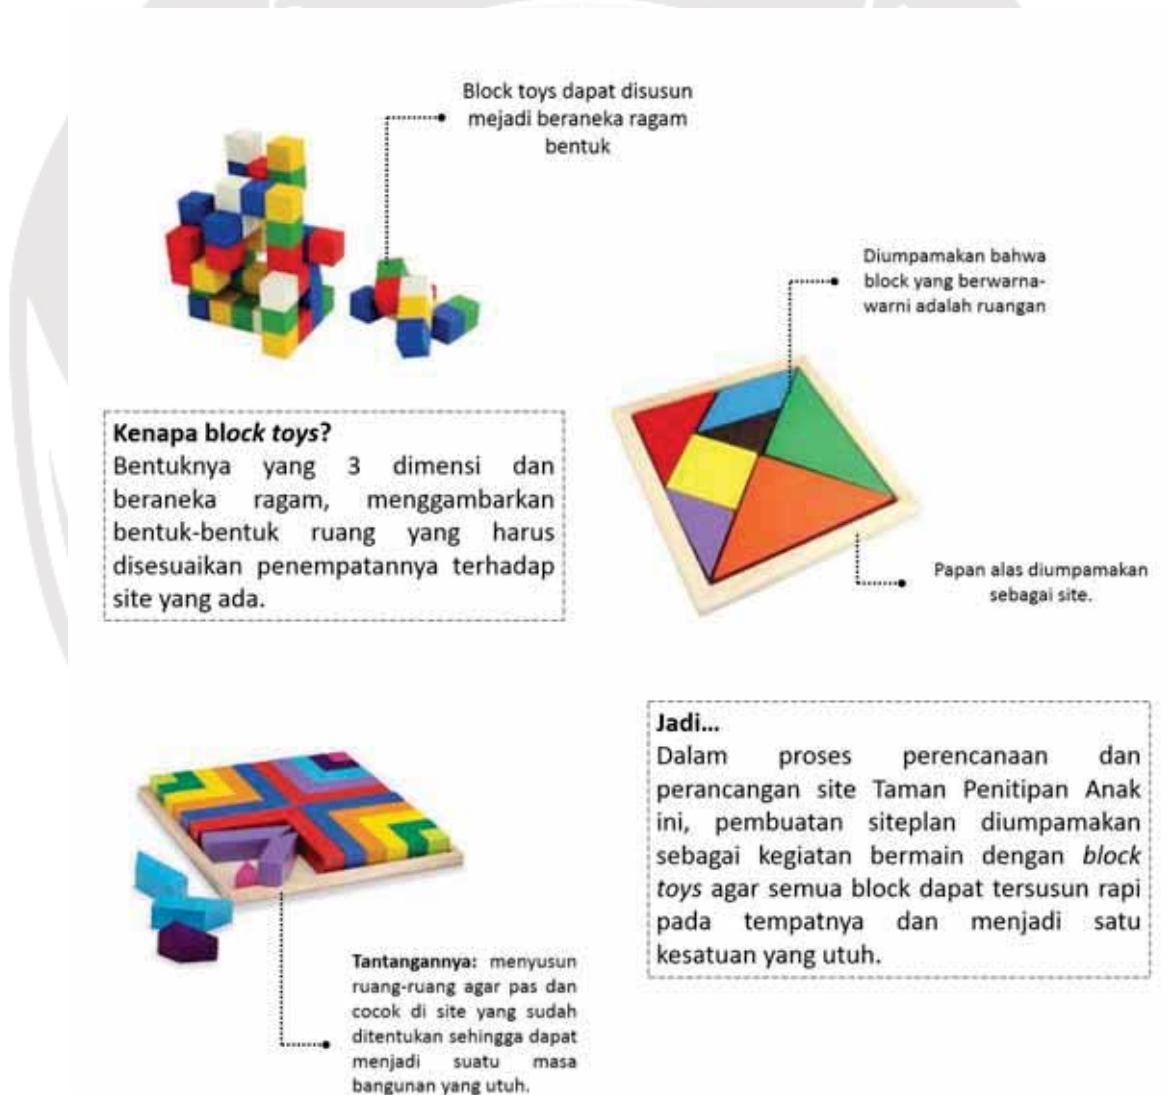 Block toys dapat disusun
mejadi beraneka ragam
bentuk
Diumpamakan bahwa
block yang berwarna-
warni adalah ruangan
Kenapa block toys?
Bentuknya yang 3 dimensi dan
beraneka ragam, menggambarkan
bentuk-bentuk ruang yang harus
disesuaikan penempatannya terhadap
site yang ada.
Papan alas diumpamakan
sebagai site.
Jadi...
Dalam proses perencanaan dan
perancangan site Taman Penitipan Anak
ini, pembuatan siteplan diumpamakan
sebagai kegiatan bermain dengan block
toys agar semua block dapat tersusun rapi
pada tempatnya dan menjadi satu
kesatuan yang utuh.
Tantangannya: menyusun
ruang-ruang agar pas dan
cocok di site yang sudah
ditentukan sehingga dapat
menjadi suatu masa
bangunan yang utuh.